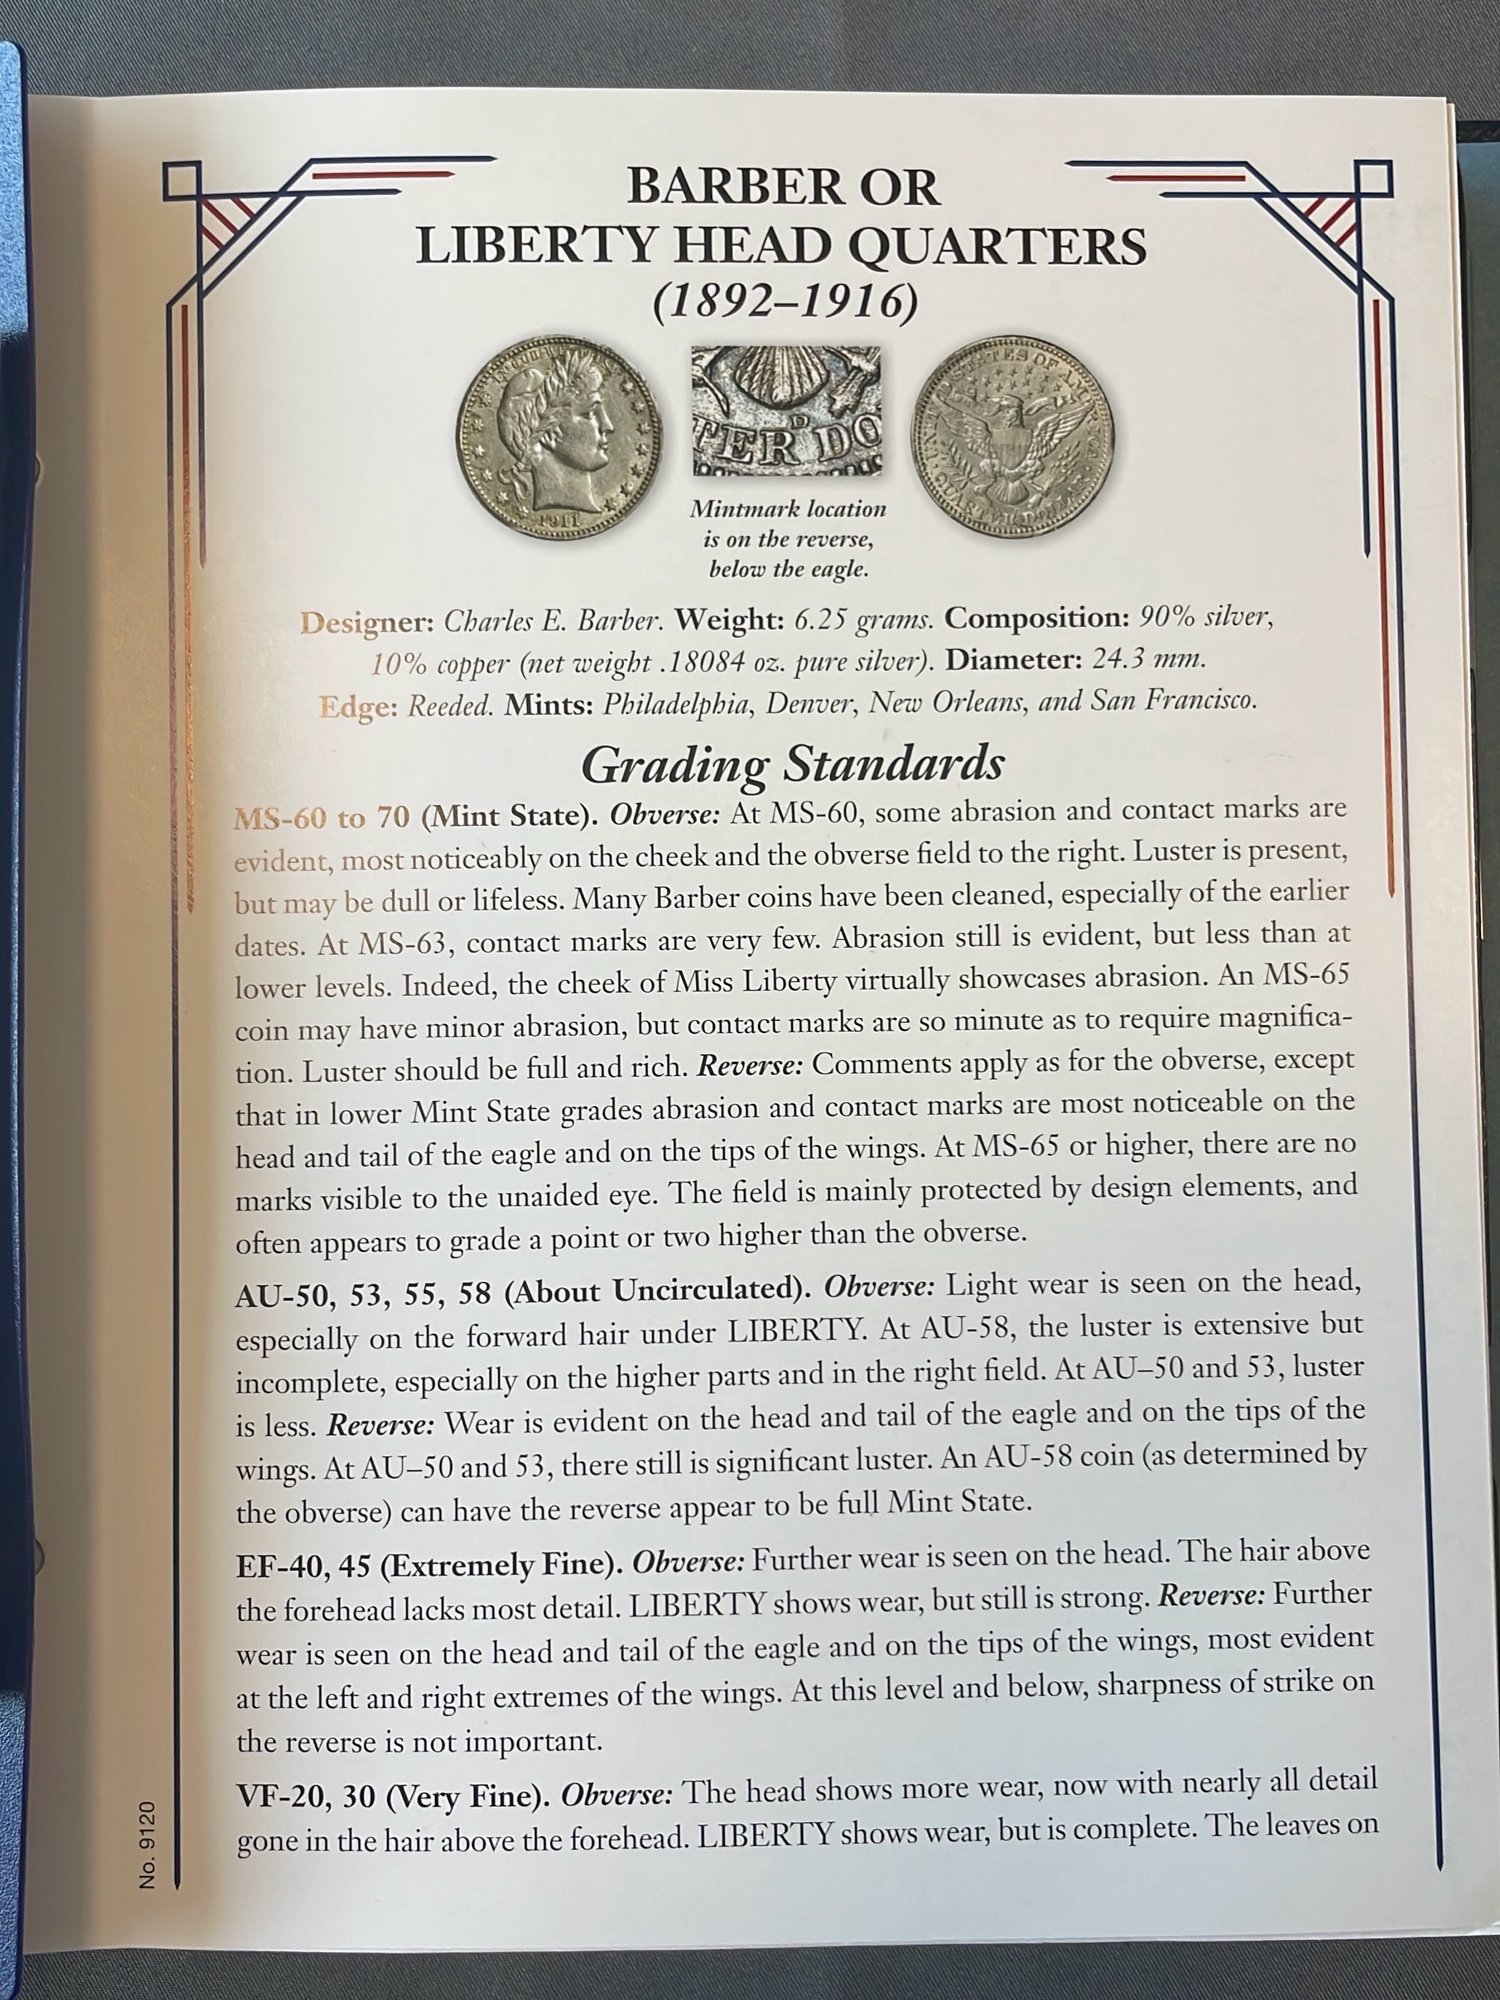 BARBER OR
LIBERTY HEAD QUARTERS
(1892–1916)
1911
TER DO
D
UNITED STATES OF AMERICA
QUARTER DOLLAR
Mintmark location
is on the reverse,
below the eagle.
Designer: Charles E. Barber. Weight: 6.25 grams. Composition: 90% silver,
10% copper (net weight .18084 oz. pure silver). Diameter: 24.3 mm.
Edge: Reeded. Mints: Philadelphia, Denver, New Orleans, and San Francisco.
Grading Standards
MS-60 to 70 (Mint State). Obverse: At MS-60, some abrasion and contact marks are
evident, most noticeably on the cheek and the obverse field to the right. Luster is present,
but may be dull or lifeless. Many Barber coins have been cleaned, especially of the earlier
dates. At MS-63, contact marks are very few. Abrasion still is evident, but less than at
lower levels. Indeed, the cheek of Miss Liberty virtually showcases abrasion. An MS-65
coin may have minor abrasion, but contact marks are so minute as to require magnifica-
tion. Luster should be full and rich. Reverse: Comments apply as for the obverse, except
that in lower Mint State grades abrasion and contact marks are most noticeable on the
head and tail of the eagle and on the tips of the wings. At MS-65 or higher, there are no
marks visible to the unaided eye. The field is mainly protected by design elements, and
often appears to grade a point or two higher than the obverse.
AU-50, 53, 55, 58 (About Uncirculated). Obverse: Light wear is seen on the head,
especially on the forward hair under LIBERTY. At AU-58, the luster is extensive but
incomplete, especially on the higher parts and in the right field. At AU–50 and 53, luster
is less. Reverse: Wear is evident on the head and tail of the eagle and on the tips of the
wings. At AU–50 and 53, there still is significant luster. An AU-58 coin (as determined by
the obverse) can have the reverse appear to be full Mint State.
EF-40, 45 (Extremely Fine). Obverse: Further wear is seen on the head. The hair above
the forehead lacks most detail. LIBERTY shows wear, but still is strong. Reverse: Further
wear is seen on the head and tail of the eagle and on the tips of the wings, most evident
at the left and right extremes of the wings. At this level and below, sharpness of strike on
the reverse is not important.
VF-20, 30 (Very Fine). Obverse: The head shows more wear, now with nearly all detail
gone in the hair above the forehead. LIBERTY shows wear, but is complete. The leaves on
No. 9120